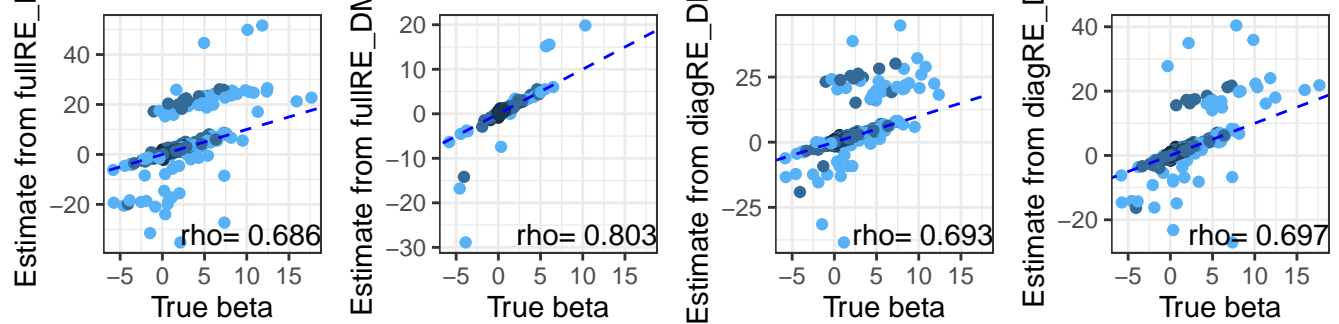 Estimate from fullRE_
40
20
0
−20
rho= 0.686
−5 0 5 10 15
True beta
Estimate from fullRE_DM
20
10
0
−10
−20
−30
rho= 0.803
−5 0 5 10 15
True beta
Estimate from diagRE_D
25
0
−25
rho= 0.693
−5 0 5 10 15
True beta
Estimate from diagRE_
40
20
0
−20
rho= 0.697
−5 0 5 10 15
True beta